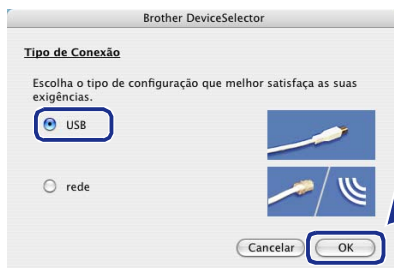 Brother DeviceSelector
Tipo de Conexão
Escolha o tipo de configuração que melhor satisfaça as suas
exigências.
USB
rede
Cancelar
OK